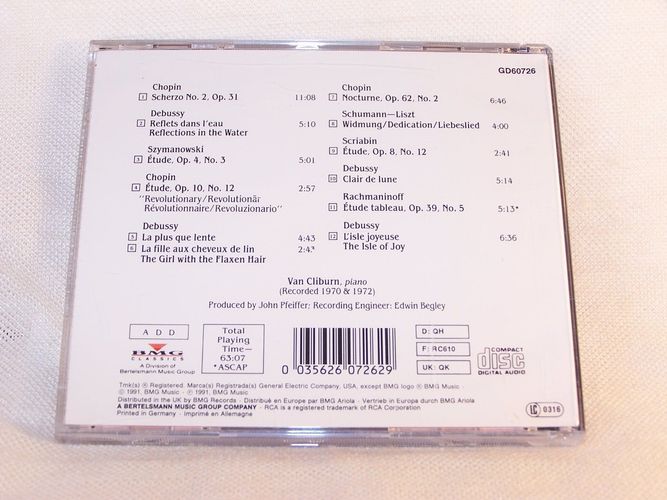 GD60726
Chopin
1 Scherzo No. 2, Op. 31 11:08
Debussy
2 Reflets dans l'eau 5:10
Reflections in the Water
Szymanowski
3 Étude, Op. 4, No. 3 5:01
Chopin
4 Étude, Op. 10, No. 12 2:57
"Revolutionary/Revolutionär
Révolutionnaire/Revoluzionario"
Debussy
5 La plus que lente 4:43
6 La fille aux cheveux de lin 2:43
The Girl with the Flaxen Hair
Chopin
7 Nocturne, Op. 62, No. 2 6:46
Schumann—Liszt
8 Widmung/Dedication/Liebeslied 4:00
Scriabin
9 Étude, Op. 8, No. 12 2:41
Debussy
10 Clair de lune 5:14
Rachmaninoff
11 Étude tableau, Op. 39, No. 5 5:13*
Debussy
12 L'isle joyeuse 6:36
The Isle of Joy
Van Cliburn, piano
(Recorded 1970 & 1972)
Produced by John Pfeiffer; Recording Engineer: Edwin Begley
A D D
BMG
CLASSICS
A Division of
Bertelsmann Music Group
Total
Playing
Time—
63:07
*ASCAP
0 035626 072629
D: QH
F: RC610
UK: QK
COMPACT
disc
DIGITAL AUDIO
Tmk(s) ® Registered. Marca(s) Registrada(s) General Electric Company, USA, except BMG logo ® BMG Music
© 1991, BMG Music · ℗ 1991, BMG Music
Distributed in the UK by BMG Records · Distribué en Europe par BMG Ariola · Vertrieb in Europa durch BMG Ariola
A BERTELSMANN MUSIC GROUP COMPANY · RCA is a registered trademark of RCA Corporation
Printed in Germany · Imprimé en Allemagne
LC 0316